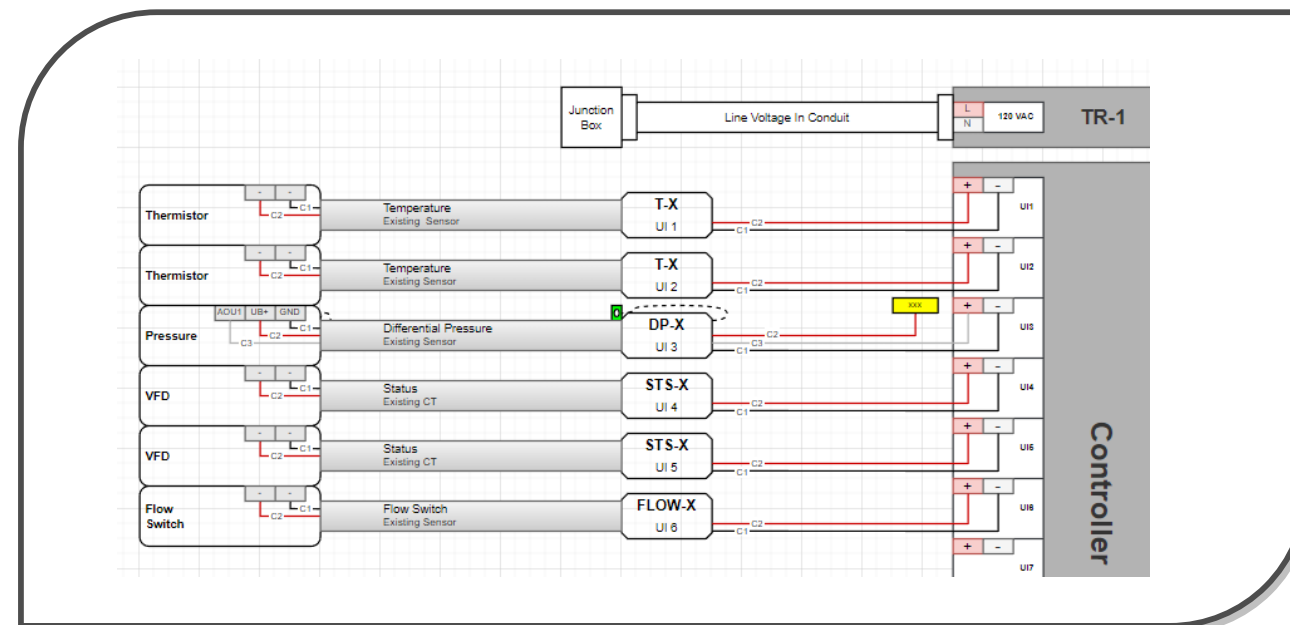 Junction
Box
Line Voltage In Conduit
L
N
120 VAC
TR-1
Thermistor
- -
C1
C2
Temperature
Existing Sensor
T-X
UI 1
C2
C1
+ -
UI1
Thermistor
- -
C1
C2
Temperature
Existing Sensor
T-X
UI 2
C2
C1
+ -
UI2
Pressure
AOU1 UB+ GND
C1
C2
C3
Differential Pressure
Existing Sensor
0
DP-X
UI 3
xxx
C2
C3
C1
+ -
UI3
VFD
- -
C1
C2
Status
Existing CT
STS-X
UI 4
C2
C1
+ -
UI4
VFD
- -
C1
C2
Status
Existing CT
STS-X
UI 5
C2
C1
+ -
UI5
Flow
Switch
- -
C1
C2
Flow Switch
Existing Sensor
FLOW-X
UI 6
C2
C1
+ -
UI6
+ -
UI7
Controller